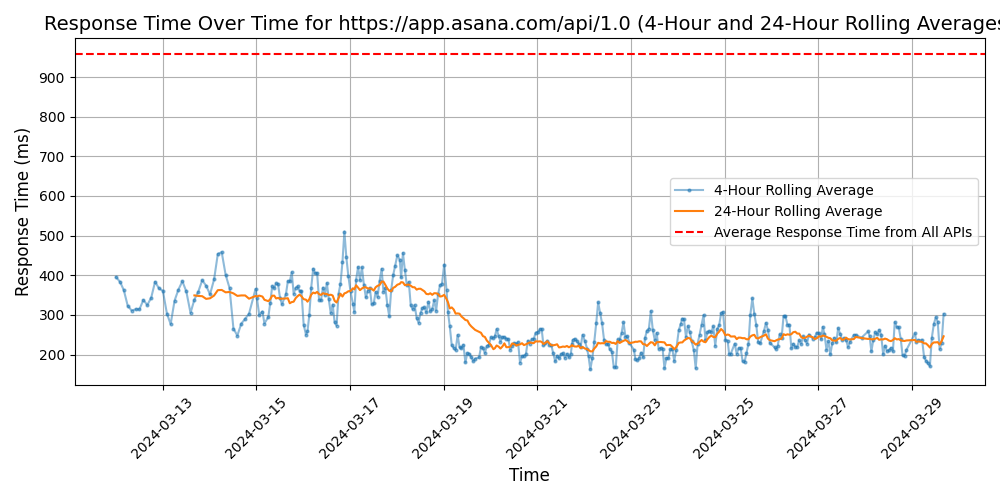 Response Time Over Time for https://app.asana.com/api/1.0 (4-Hour and 24-Hour Rolling Averages
Response Time (ms)
900
800
700
600
500
400
300
200
4-Hour Rolling Average
24-Hour Rolling Average
Average Response Time from All APIs
2024-03-13
2024-03-15
2024-03-17
2024-03-19
2024-03-21
2024-03-23
2024-03-25
2024-03-27
2024-03-29
Time